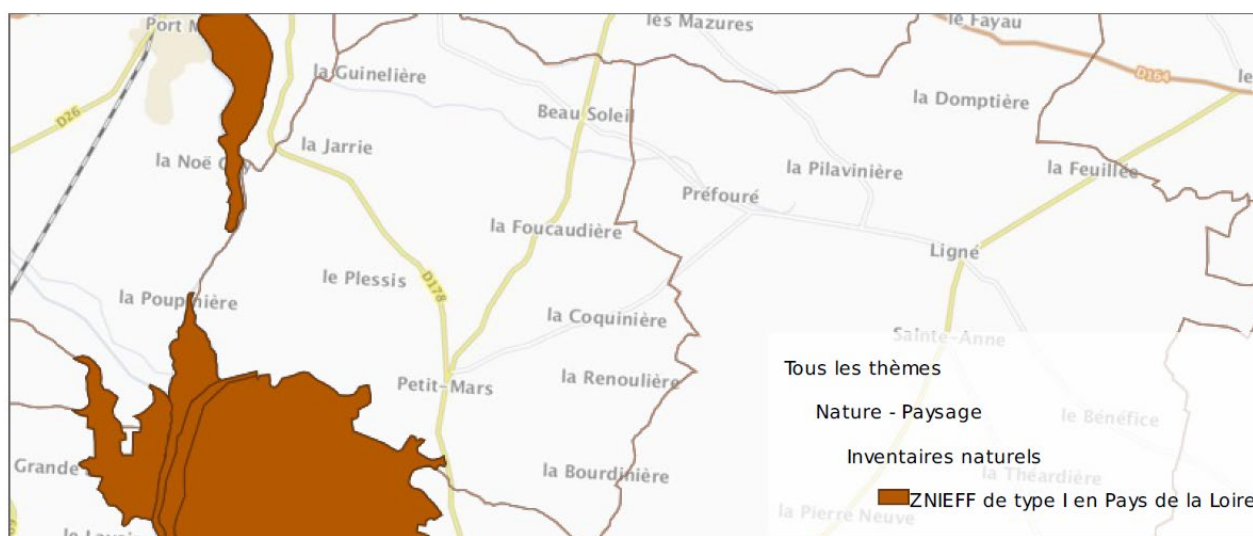 Port M
les Mazures
le Fayau
la Guinelière
D164
le
la Domptière
Beau Soleil
D26
la Jarrie
la Noë
la Pilavinière
la Feuillée
Préfouré
la Foucaudière
Ligné
le Plessis
D178
la Poupinière
la Coquinière
Sainte-Anne
Tous les thèmes
Petit-Mars
la Renoulière
Nature - Paysage
le Bénéfice
Inventaires naturels
Grande
la Bourdinière
la Théardière
ZNIEFF de type I en Pays de la Loire
la Pierre Neuve